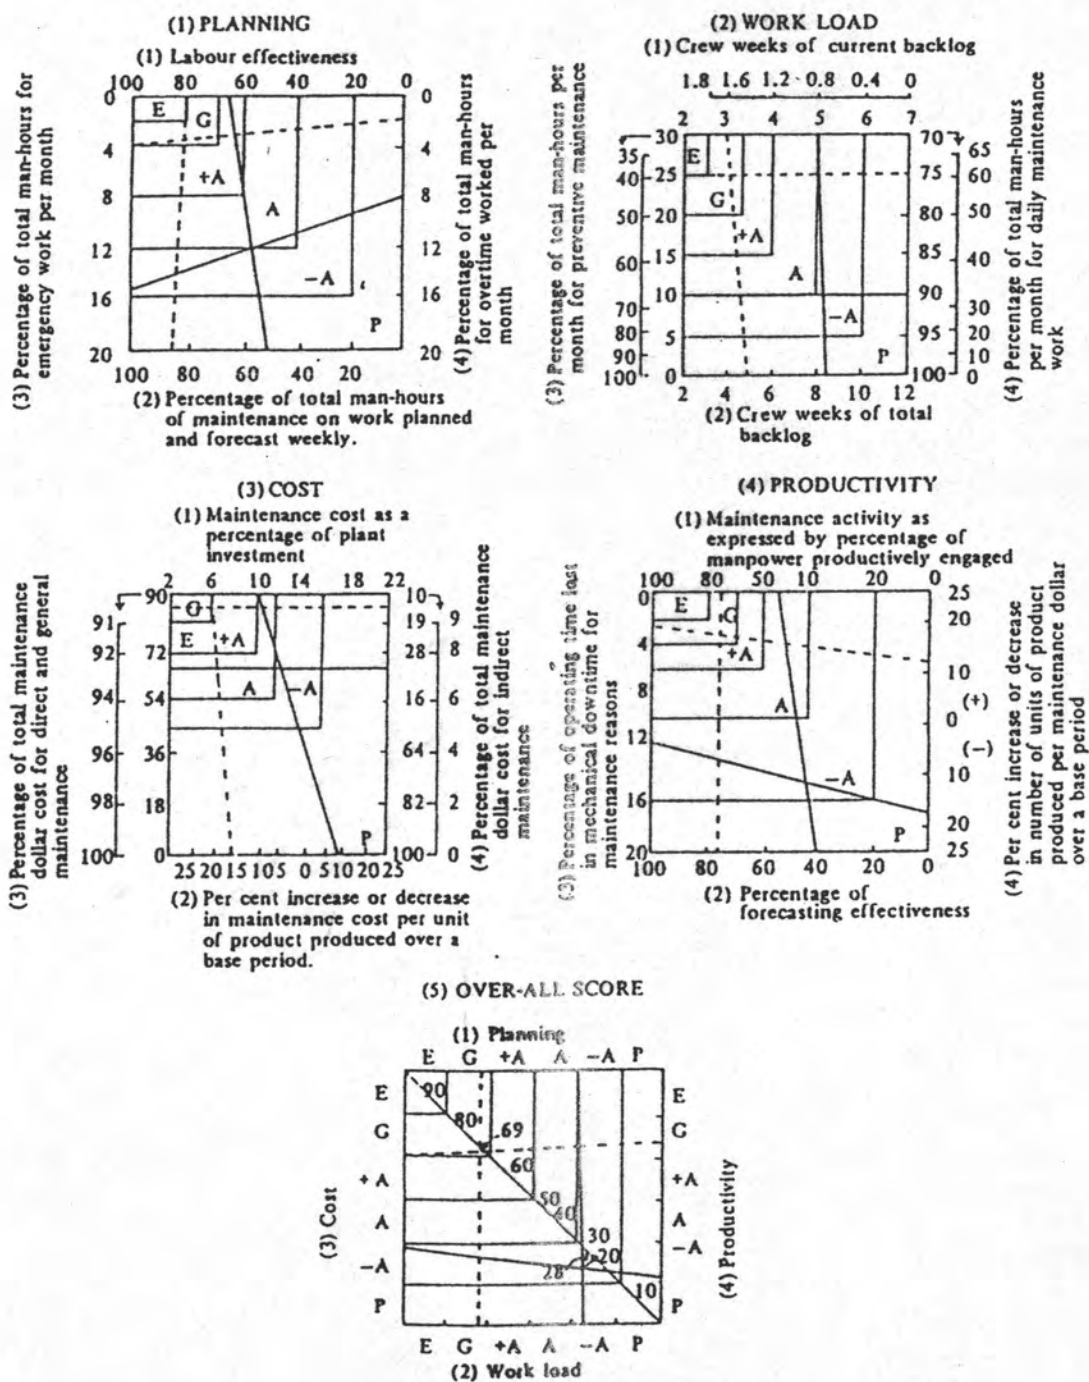 (1) PLANNING
(1) Labour effectiveness
100 80 60 40 20 0
(3) Percentage of total man-hours for
emergency work per month
0
4
8
12
16
20
E
G
+A
A
-A
P
0
4
8
12
16
20
(4) Percentage of total man-hours
for overtime worked per
month
100 80 60 40 20
(2) Percentage of total man-hours
of maintenance on work planned
and forecast weekly.
(2) WORK LOAD
(1) Crew weeks of current backlog
1.8 1.6 1.2 0.8 0.4 0
2 3 4 5 6 7
(3) Percentage of total man-hours per
month for preventive maintenance
35
40
50
60
70
80
90
100
30
25
20
15
10
5
0
E
G
+A
A
-A
P
70
75
80
85
90
95
100
65
60
50
40
30
20
10
0
(4) Percentage of total man-hours
per month for daily maintenance
work
2 4 6 8 10 12
(2) Crew weeks of total
backlog
(3) COST
(1) Maintenance cost as a
percentage of plant
investment
2 6 10 14 18 22
(3) Percentage of total maintenance
dollar cost for direct and general
maintenance
91
92
94
96
98
100
90
72
54
36
18
0
G
E
+A
A
-A
P
10
19
28
16
64
82
100
9
8
6
4
2
0
(4) Percentage of total maintenance
dollar cost for indirect
maintenance
25 20 15 10 5 0 5 10 20 25
(2) Per cent increase or decrease
in maintenance cost per unit
of product produced over a
base period.
(4) PRODUCTIVITY
(1) Maintenance activity as
expressed by percentage of
manpower productively engaged
100 80 50 10 20 0
(3) Percentage of operating time lost
in mechanical downtime for
maintenance reasons
0
4
8
12
16
20
E
G
+A
A
-A
P
25
20
10
(+)
0
(-)
10
20
25
(4) Per cent increase or decrease
in number of units of product
produced per maintenance dollar
over a base period
100 80 60 40 20 0
(2) Percentage of
forecasting effectiveness
(5) OVER-ALL SCORE
(1) Planning
E G +A A -A P
(3) Cost
E
G
+A
A
-A
P
90
80
69
60
50
40
30
28
20
10
E
G
+A
A
-A
P
(4) Productivity
E G +A A -A P
(2) Work load